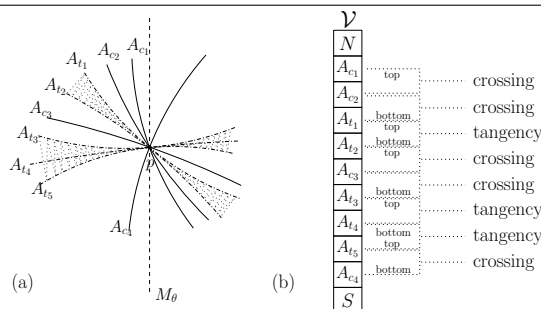 A_{c_1}
A_{c_2}
A_{t_1}
A_{t_2}
A_{c_3}
A_{t_3}
A_{t_4}
A_{t_5}
A_{c_4}
p
M_θ
(a)
𝒱
N
A_{c_1}
top
crossing
A_{c_2}
crossing
A_{t_1}
bottom
top
tangency
A_{t_2}
bottom
top
crossing
A_{c_3}
crossing
A_{t_3}
bottom
top
tangency
A_{t_4}
bottom
tangency
A_{t_5}
top
crossing
A_{c_4}
bottom
S
(b)